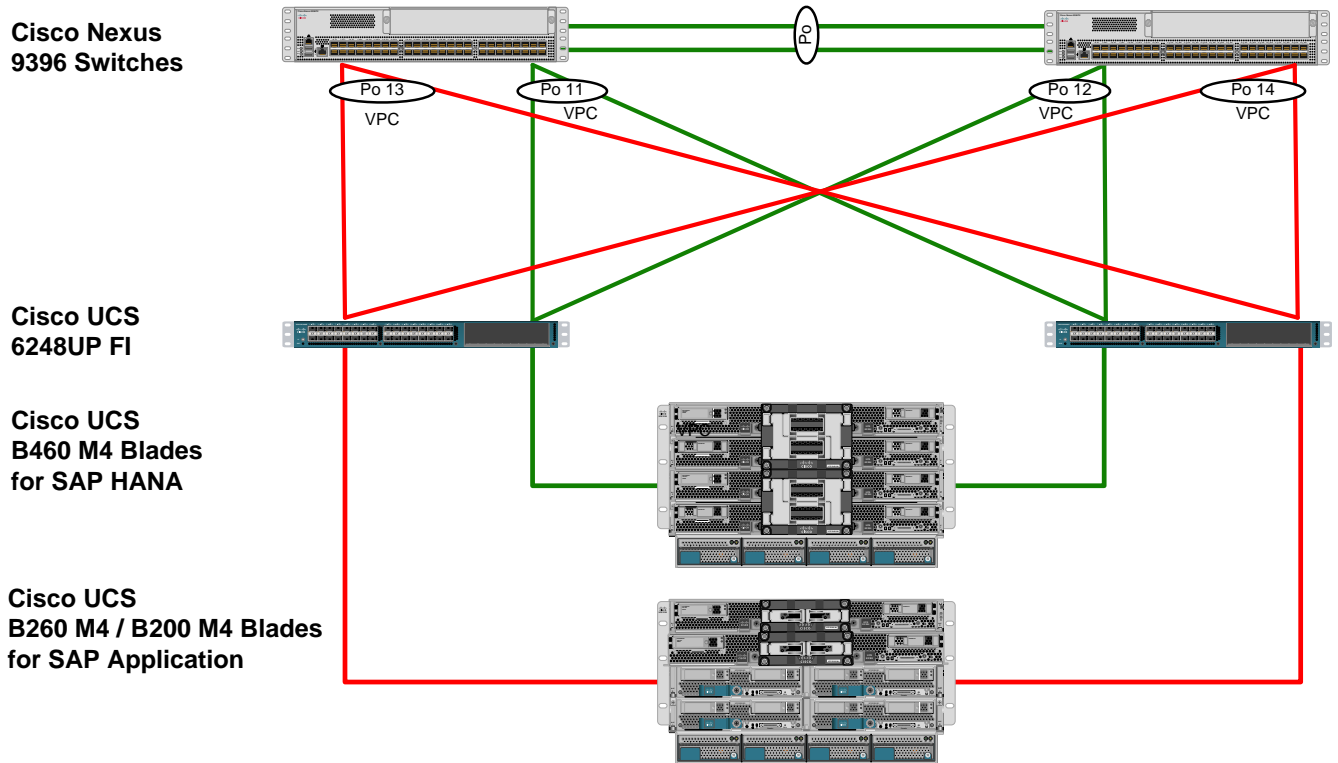 Cisco Nexus
9396 Switches
Po
Po 13
VPC
Po 11
VPC
Po 12
VPC
Po 14
VPC
Cisco UCS
6248UP FI
Cisco UCS
B460 M4 Blades
for SAP HANA
VPC
Cisco UCS
B260 M4 / B200 M4 Blades
for SAP Application